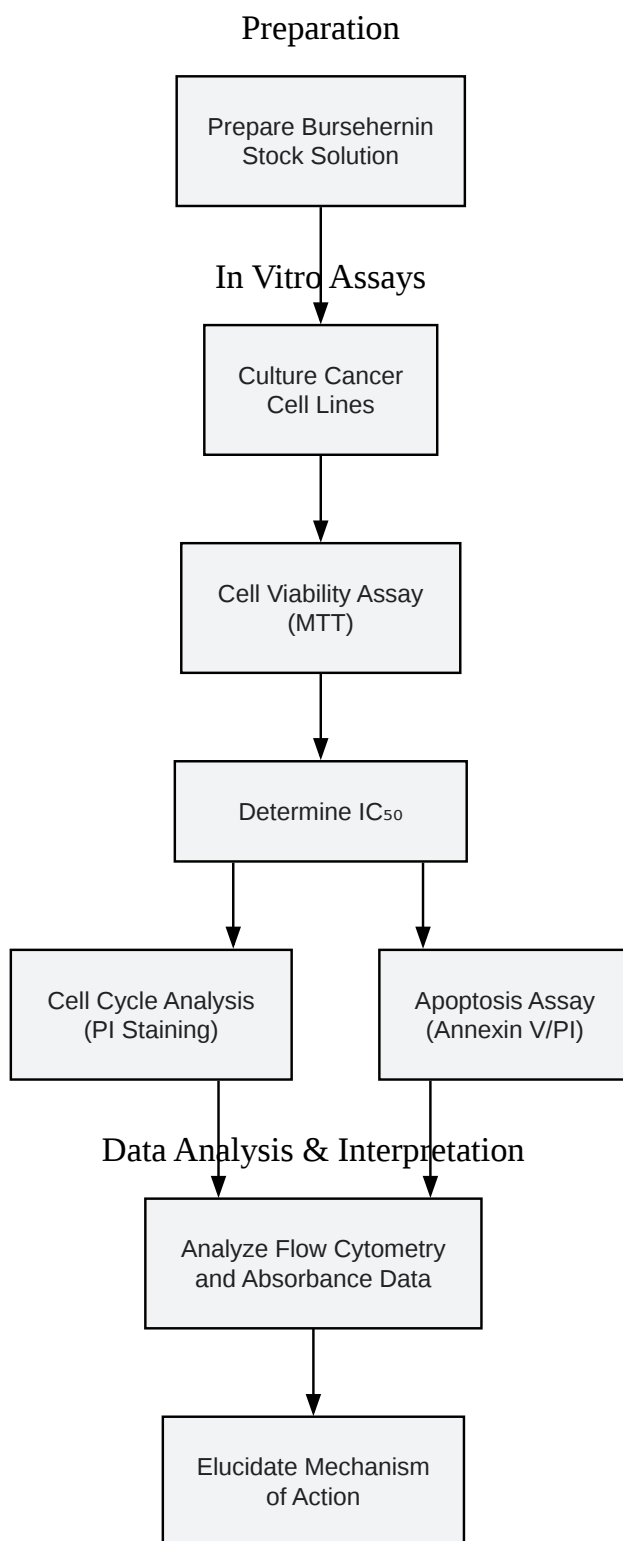 Preparation
Prepare Bursehernin
Stock Solution
In Vitro Assays
Culture Cancer
Cell Lines
Cell Viability Assay
(MTT)
Determine IC₅₀
Cell Cycle Analysis
(PI Staining)
Apoptosis Assay
(Annexin V/PI)
Data Analysis & Interpretation
Analyze Flow Cytometry
and Absorbance Data
Elucidate Mechanism
of Action